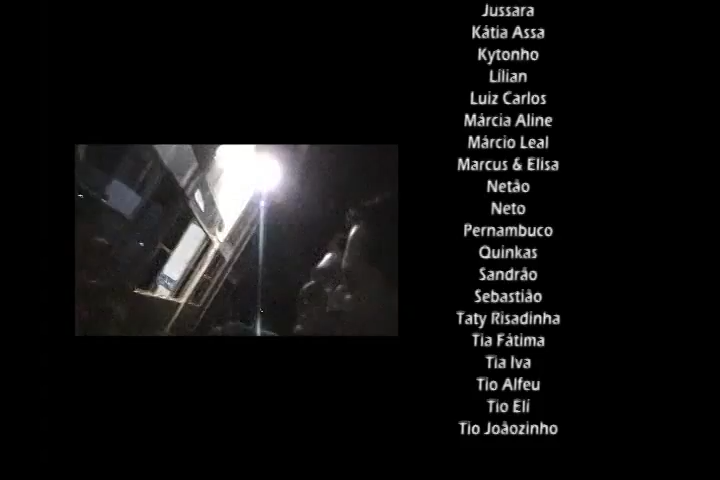 Jussara
Kátia Assa
Kytonho
Lílian
Luiz Carlos
Márcia Aline
Márcio Leal
Marcus & Elisa
Netão
Neto
Pernambuco
Quinkas
Sandrão
Sebastião
Taty Risadinha
Tia Fátima
Tia Iva
Tio Alfeu
Tio Elí
Tio Joãozinho